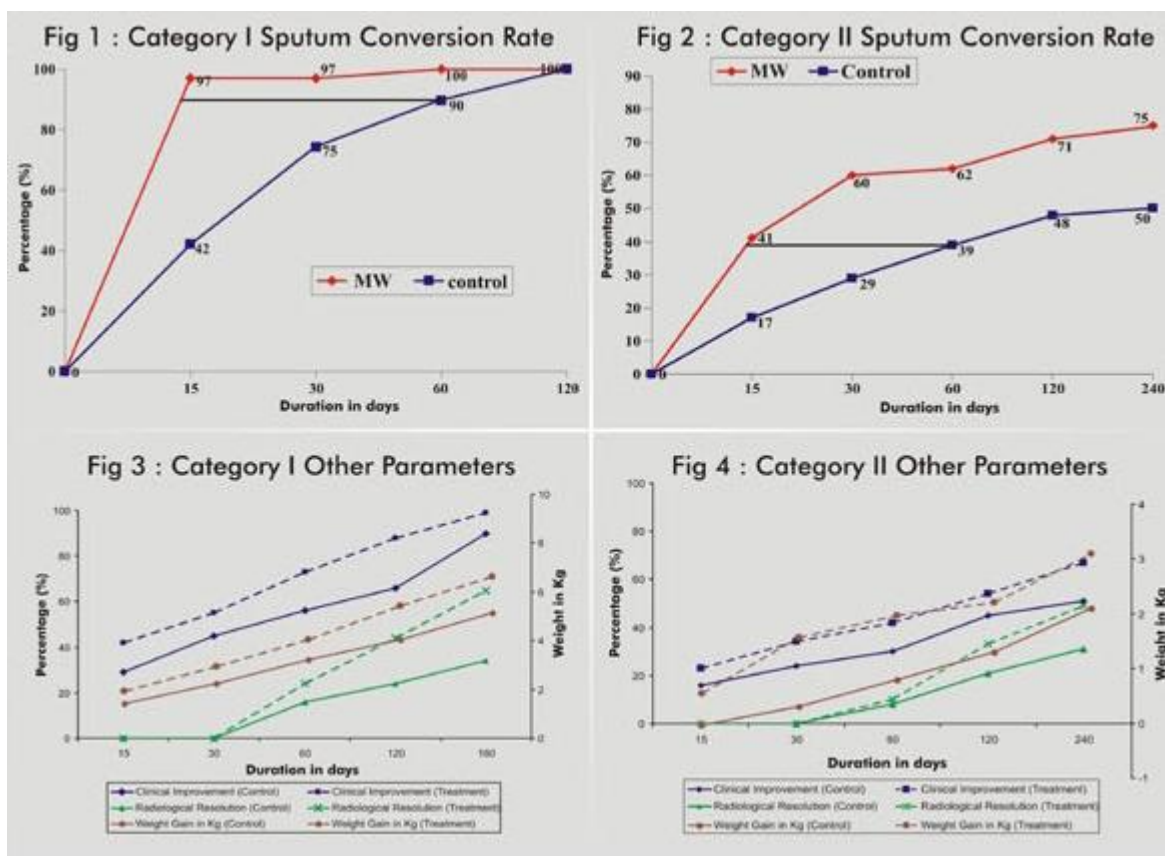 Fig 1 : Category I Sputum Conversion Rate
100
80
60
40
20
0
Percentage (%)
97
97
100
100
90
75
42
0
MW control
15 30 60 120
Duration in days
Fig 2 : Category II Sputum Conversion Rate
MW Control
90
80
70
60
50
40
30
20
10
0
Percentage (%)
75
71
62
60
41
50
48
39
29
17
0
15 30 60 120 240
Duration in days
Fig 3 : Category I Other Parameters
100
80
60
40
20
0
Percentage (%)
10
8
6
4
2
0
Weight in Kg
15 30 60 120 180
Duration in days
Clinical Improvement (Control) Clinical Improvement (Treatment)
Radiological Resolution (Control) Radiological Resolution (Treatment)
Weight Gain in Kg (Control) Weight Gain in Kg (Treatment)
Fig 4 : Category II Other Parameters
100
80
60
40
20
0
Percentage (%)
4
3
2
1
0
-1
Weight in Kg
15 30 60 120 240
Duration in days
Clinical Improvement (Control) Clinical Improvement (Treatment)
Radiological Resolution (Control) Radiological Resolution (Treatment)
Weight Gain in Kg (Control) Weight Gain in Kg (Treatment)